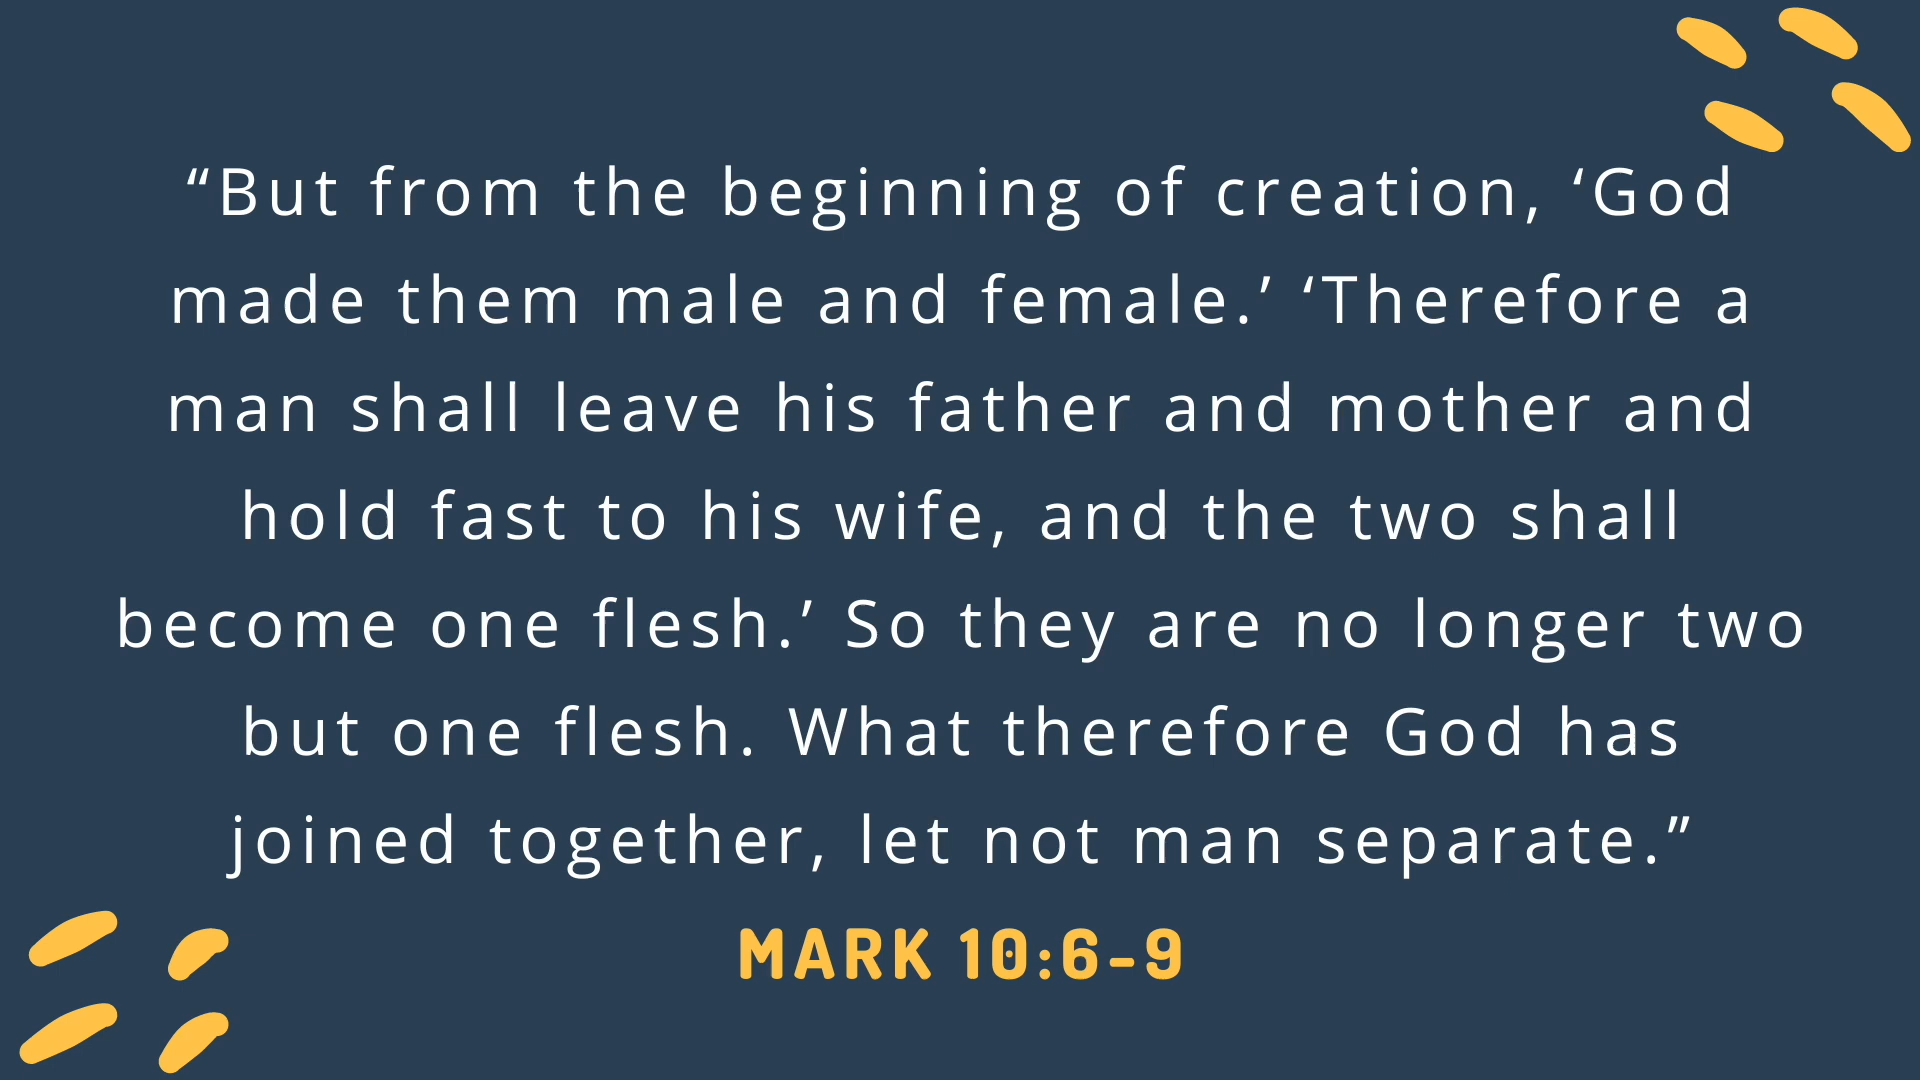 “But from the beginning of creation, ‘God
made them male and female.’ ‘Therefore a
man shall leave his father and mother and
hold fast to his wife, and the two shall
become one flesh.’ So they are no longer two
but one flesh. What therefore God has
joined together, let not man separate.”
MARK 10:6-9